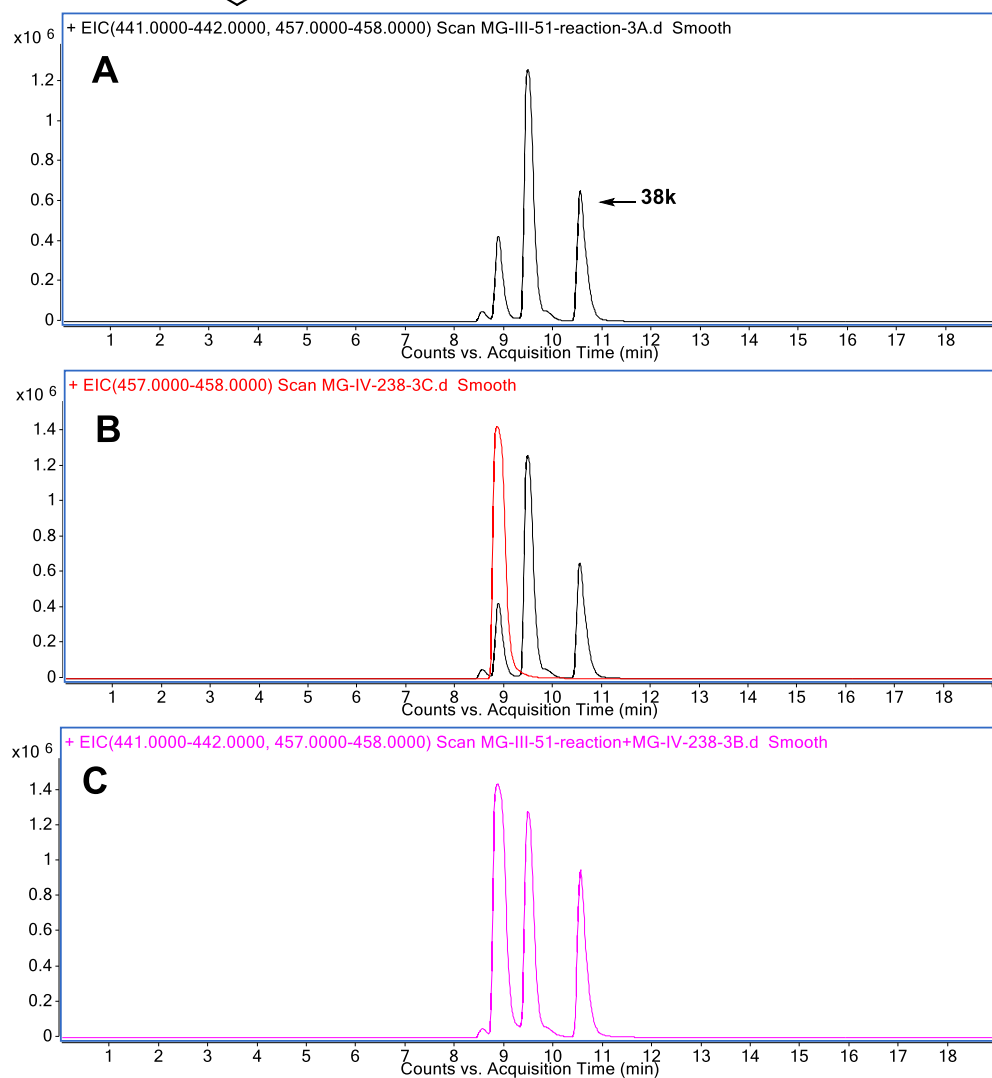 + EIC(441.0000-442.0000, 457.0000-458.0000) Scan MG-III-51-reaction-3A.d Smooth
x10 6
A
1.2
1
0.8
0.6
38k
0.4
0.2
0
1 2 3 4 5 6 7 8 9 10 11 12 13 14 15 16 17 18
Counts vs. Acquisition Time (min)
+ EIC(457.0000-458.0000) Scan MG-IV-238-3C.d Smooth
x10 6
B
1.4
1.2
1
0.8
0.6
0.4
0.2
0
1 2 3 4 5 6 7 8 9 10 11 12 13 14 15 16 17 18
Counts vs. Acquisition Time (min)
+ EIC(441.0000-442.0000, 457.0000-458.0000) Scan MG-III-51-reaction+MG-IV-238-3B.d Smooth
x10 6
C
1.4
1.2
1
0.8
0.6
0.4
0.2
0
1 2 3 4 5 6 7 8 9 10 11 12 13 14 15 16 17 18
Counts vs. Acquisition Time (min)